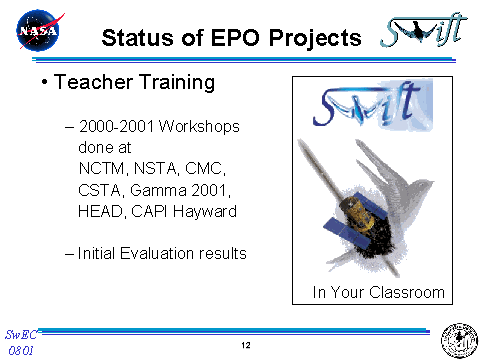 NASA
Status of EPO Projects
Swift
• Teacher Training
– 2000-2001 Workshops
done at
NCTM, NSTA, CMC,
CSTA, Gamma 2001,
HEAD, CAPI Hayward
– Initial Evaluation results
Swift
In Your Classroom
SwEC
0801
12